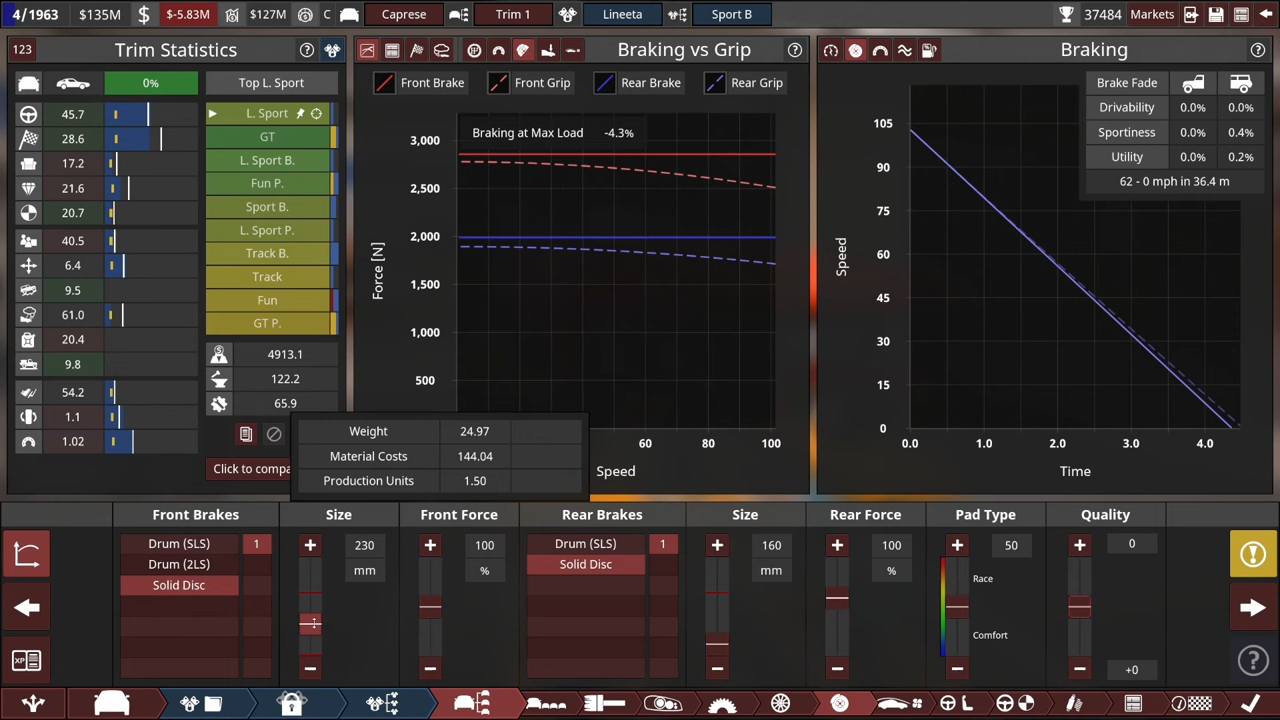 4/1963 $135M $-5.83M $127M C Caprese Trim 1 Lineeta Sport B 37484 Markets
123 Trim Statistics
0% Top L. Sport
45.7 L. Sport
28.6 GT
17.2 L. Sport B.
21.6 Fun P.
20.7 Sport B.
40.5 L. Sport P.
6.4 Track B.
9.5 Track
61.0 Fun
20.4 GT P.
9.8
54.2
1.1
1.02
4913.1
122.2
65.9
Click to compa
Braking vs Grip
Front Brake Front Grip Rear Brake Rear Grip
Braking at Max Load -4.3%
3,000
2,500
2,000
1,500
1,000
500
Force [N]
60 80 100
Speed
Weight 24.97
Material Costs 144.04
Production Units 1.50
Braking
Brake Fade
Drivability 0.0% 0.0%
Sportiness 0.0% 0.4%
Utility 0.0% 0.2%
62 - 0 mph in 36.4 m
105
90
75
60
45
30
15
0
Speed
0.0 1.0 2.0 3.0 4.0
Time
Front Brakes Size Front Force Rear Brakes Size Rear Force Pad Type Quality
Drum (SLS) 1
Drum (2LS)
Solid Disc
+ 230
mm
−
+ 100
%
−
Drum (SLS) 1
Solid Disc
+ 160
mm
−
+ 100
%
−
+ 50
Race
Comfort
−
+ 0
− +0
XP